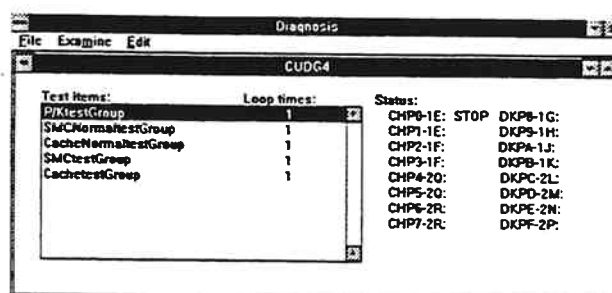 Diagnosis
File Examine Edit
CUDG4
Test items: Loop times: Status:
P/KtestGroup 1
SMCNormaltestGroup 1
CacheNormaltestGroup 1
SMCtestGroup 1
CachetestGroup 1
CHP0-1E: STOP DKP8-1G:
CHP1-1E: DKP9-1H:
CHP2-1F: DKPA-1J:
CHP3-1F: DKPB-1K:
CHP4-2Q: DKPC-2L:
CHP5-2Q: DKPD-2M:
CHP6-2R: DKPE-2N:
CHP7-2R: DKPF-2P: